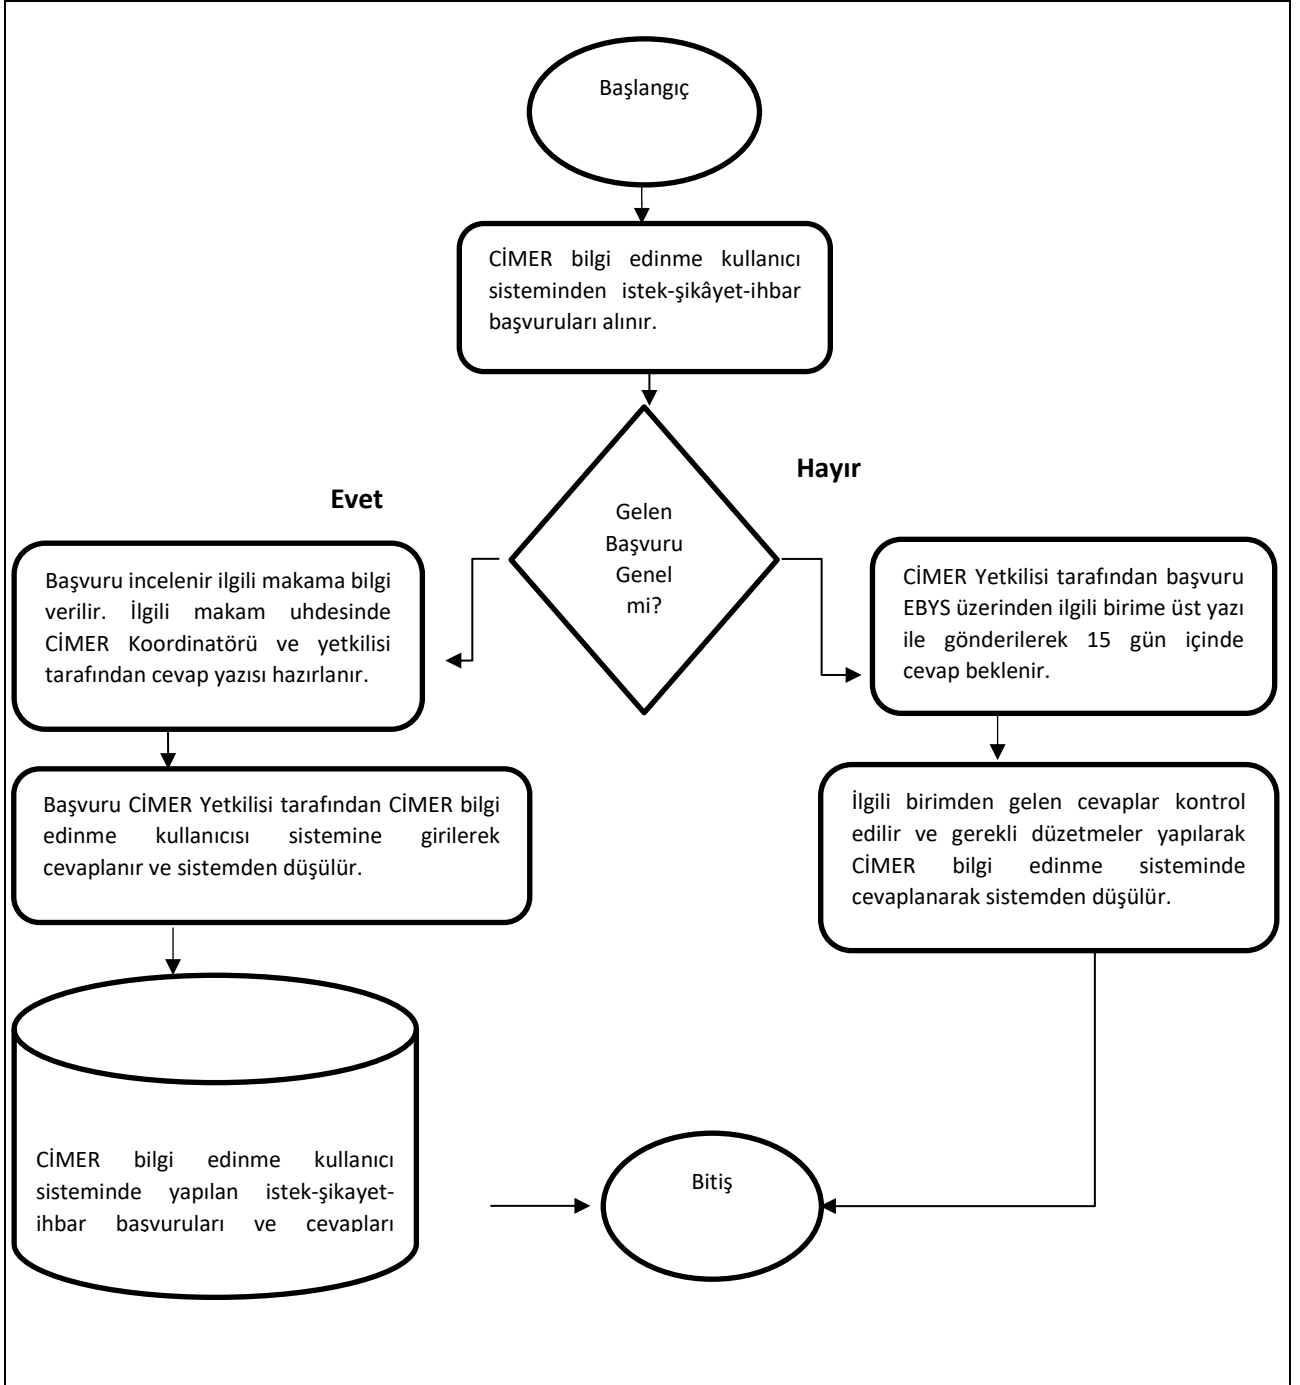 Başlangıç
CİMER bilgi edinme kullanıcı
sisteminden istek-şikâyet-ihbar
başvuruları alınır.
Hayır
Evet
Gelen
Başvuru
Genel
mi?
Başvuru incelenir ilgili makama bilgi
verilir. İlgili makam uhdesinde
CİMER Koordinatörü ve yetkilisi
tarafından cevap yazısı hazırlanır.
CİMER Yetkilisi tarafından başvuru
EBYS üzerinden ilgili birime üst yazı
ile gönderilerek 15 gün içinde
cevap beklenir.
Başvuru CİMER Yetkilisi tarafından CİMER bilgi
edinme kullanıcısı sistemine girilerek
cevaplanır ve sistemden düşülür.
İlgili birimden gelen cevaplar kontrol
edilir ve gerekli düzetmeler yapılarak
CİMER bilgi edinme sisteminde
cevaplanarak sistemden düşülür.
CİMER bilgi edinme kullanıcı
sisteminde yapılan istek-şikayet-
ihbar başvuruları ve cevapları
Bitiş